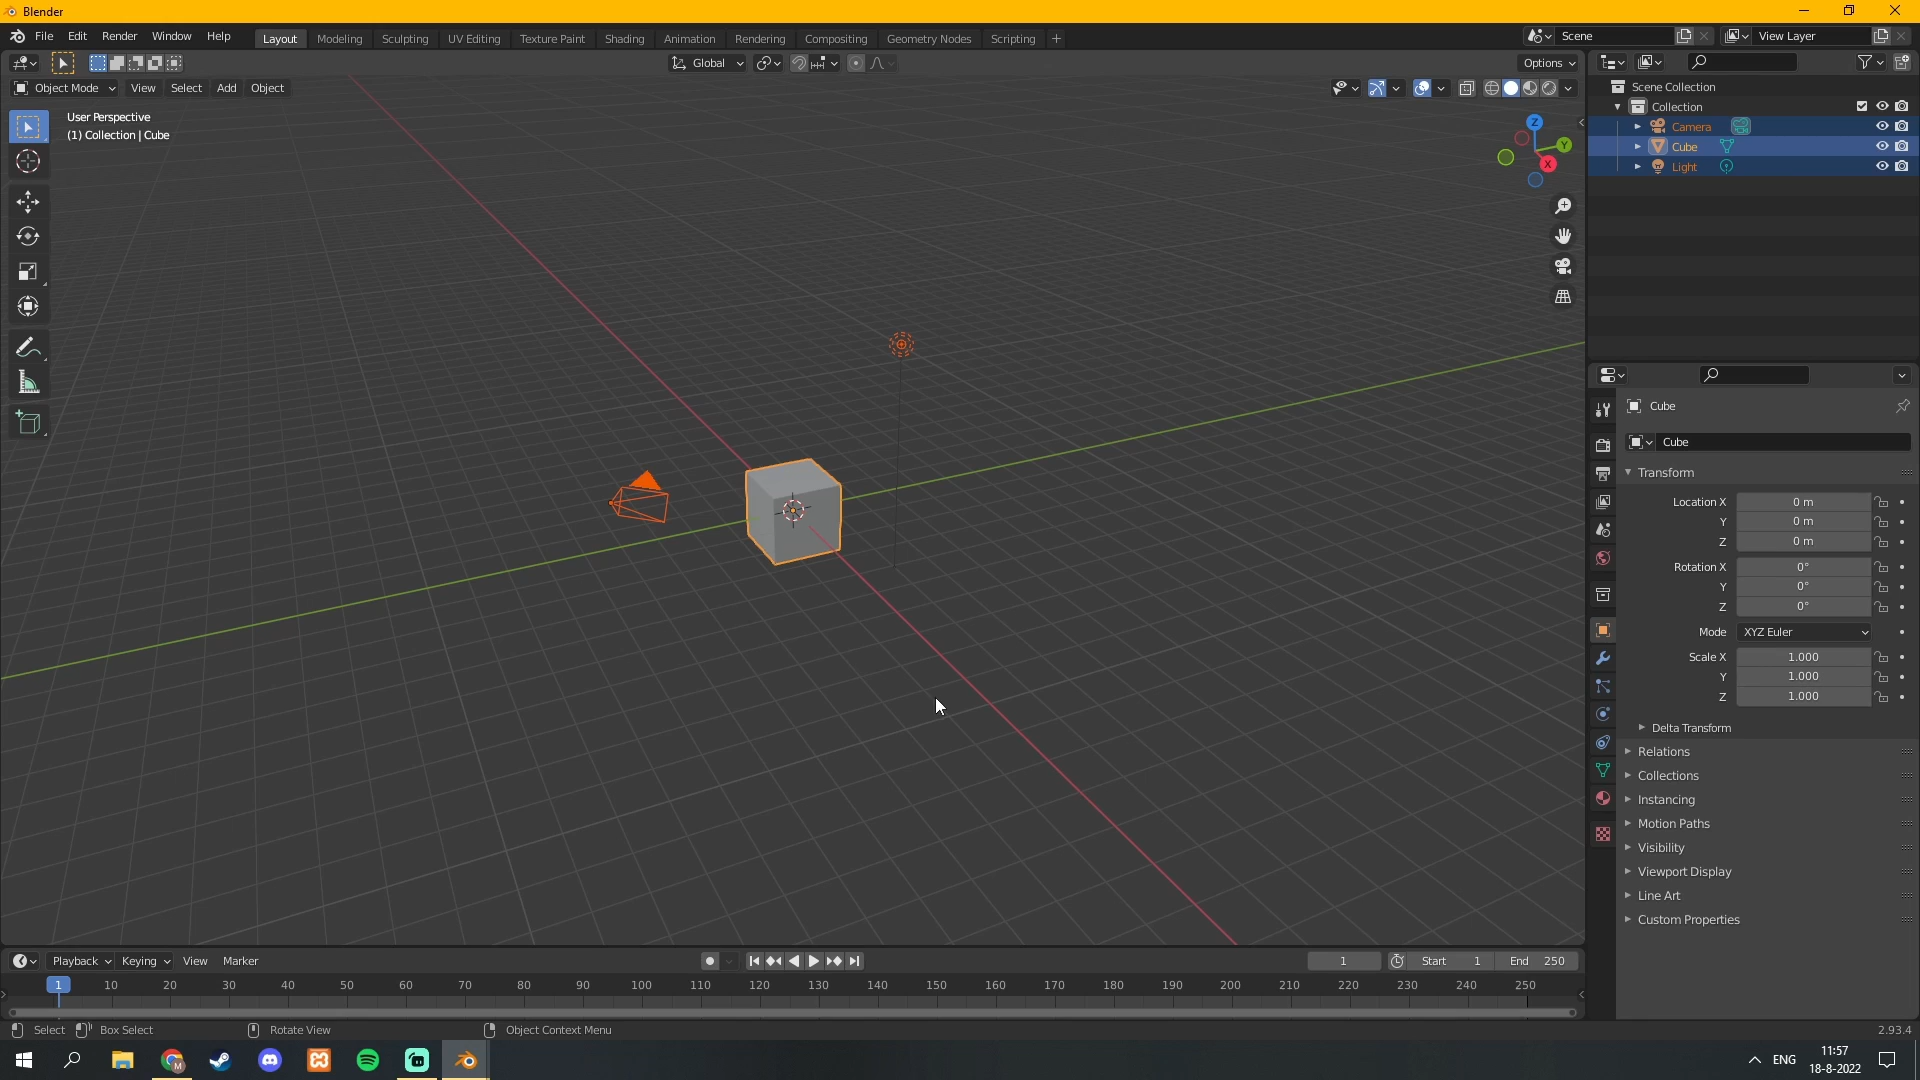 Blender
File Edit Render Window Help Layout Modeling Sculpting UV Editing Texture Paint Shading Animation Rendering Compositing Geometry Nodes Scripting + Scene View Layer
Global Options
Object Mode View Select Add Object
User Perspective
(1) Collection | Cube
Z
Y
X
Scene Collection
Collection
Camera
Cube
Light
Cube
Cube
Transform
Location X 0 m
Y 0 m
Z 0 m
Rotation X 0°
Y 0°
Z 0°
Mode XYZ Euler
Scale X 1.000
Y 1.000
Z 1.000
Delta Transform
Relations
Collections
Instancing
Motion Paths
Visibility
Viewport Display
Line Art
Custom Properties
Playback Keying View Marker 1 Start 1 End 250
1 10 20 30 40 50 60 70 80 90 100 110 120 130 140 150 160 170 180 190 200 210 220 230 240 250
Select Box Select Rotate View Object Context Menu 2.93.4
M
ENG
11:57
18-8-2022